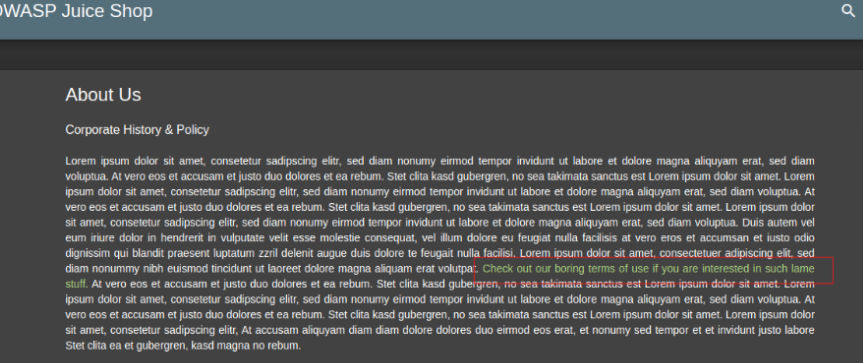 OWASP Juice Shop
About Us
Corporate History & Policy
Lorem ipsum dolor sit amet, consetetur sadipscing elitr, sed diam nonumy eirmod tempor invidunt ut labore et dolore magna aliquyam erat, sed diam
voluptua. At vero eos et accusam et justo duo dolores et ea rebum. Stet clita kasd gubergren, no sea takimata sanctus est Lorem ipsum dolor sit amet. Lorem
ipsum dolor sit amet, consetetur sadipscing elitr, sed diam nonumy eirmod tempor invidunt ut labore et dolore magna aliquyam erat, sed diam voluptua. At
vero eos et accusam et justo duo dolores et ea rebum. Stet clita kasd gubergren, no sea takimata sanctus est Lorem ipsum dolor sit amet. Lorem ipsum dolor
sit amet, consetetur sadipscing elitr, sed diam nonumy eirmod tempor invidunt ut labore et dolore magna aliquyam erat, sed diam voluptua. Duis autem vel
eum iriure dolor in hendrerit in vulputate velit esse molestie consequat, vel illum dolore eu feugiat nulla facilisis at vero eros et accumsan et iusto odio
dignissim qui blandit praesent luptatum zzril delenit augue duis dolore te feugait nulla facilisi. Lorem ipsum dolor sit amet, consectetuer adipiscing elit, sed
diam nonummy nibh euismod tincidunt ut laoreet dolore magna aliquam erat volutpat. Check out our boring terms of use if you are interested in such lame
stuff. At vero eos et accusam et justo duo dolores et ea rebum. Stet clita kasd gubergren, no sea takimata sanctus est Lorem ipsum dolor sit amet. Lorem
ipsum dolor sit amet, consetetur sadipscing elitr, sed diam nonumy eirmod tempor invidunt ut labore et dolore magna aliquyam erat, sed diam voluptua. At
vero eos et accusam et justo duo dolores et ea rebum. Stet clita kasd gubergren, no sea takimata sanctus est Lorem ipsum dolor sit amet. Lorem ipsum dolor
sit amet, consetetur sadipscing elitr, At accusam aliquyam diam diam dolore dolores duo eirmod eos erat, et nonumy sed tempor et et invidunt justo labore
Stet clita ea et gubergren, kasd magna no rebum.